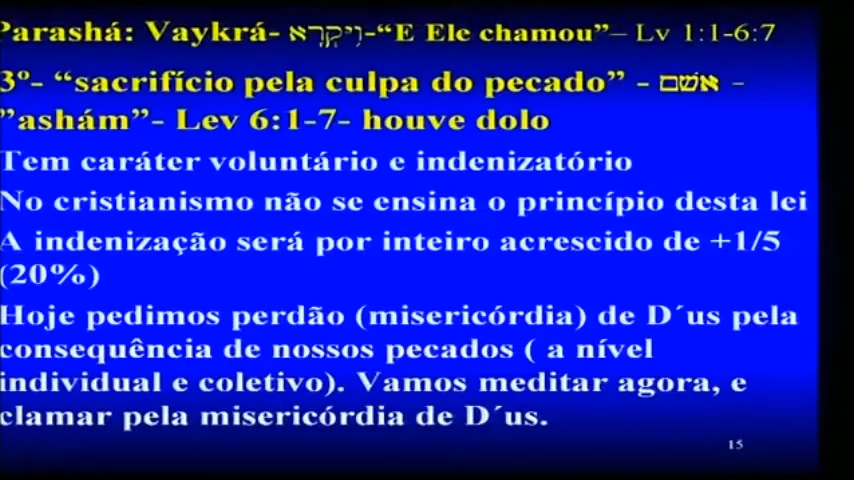 Parashá: Vaykrá- וַיִּקְרָא-“E Ele chamou”– Lv 1:1-6:7
3º- “sacrifício pela culpa do pecado” - אשׁם -
”ashám”- Lev 6:1-7- houve dolo
Tem caráter voluntário e indenizatório
No cristianismo não se ensina o princípio desta lei
A indenização será por inteiro acrescido de +1/5
(20%)
Hoje pedimos perdão (misericórdia) de D´us pela
consequência de nossos pecados ( a nível
individual e coletivo). Vamos meditar agora, e
clamar pela misericórdia de D´us.
15